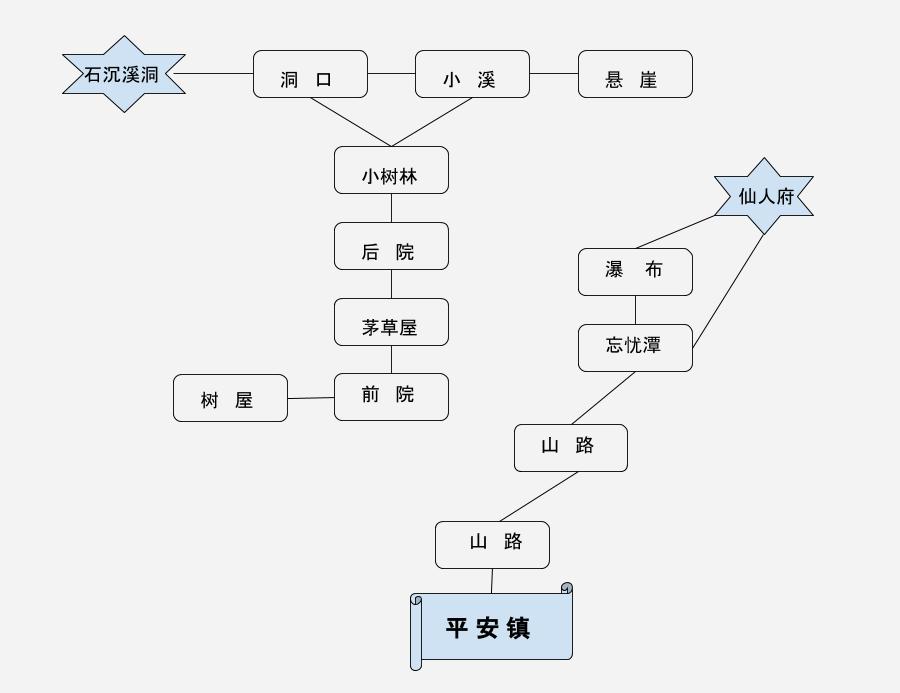 石沉溪洞
洞 口
小 溪
悬 崖
小树林
仙人府
后 院
瀑 布
茅草屋
忘忧潭
树 屋
前 院
山 路
山 路
平安镇